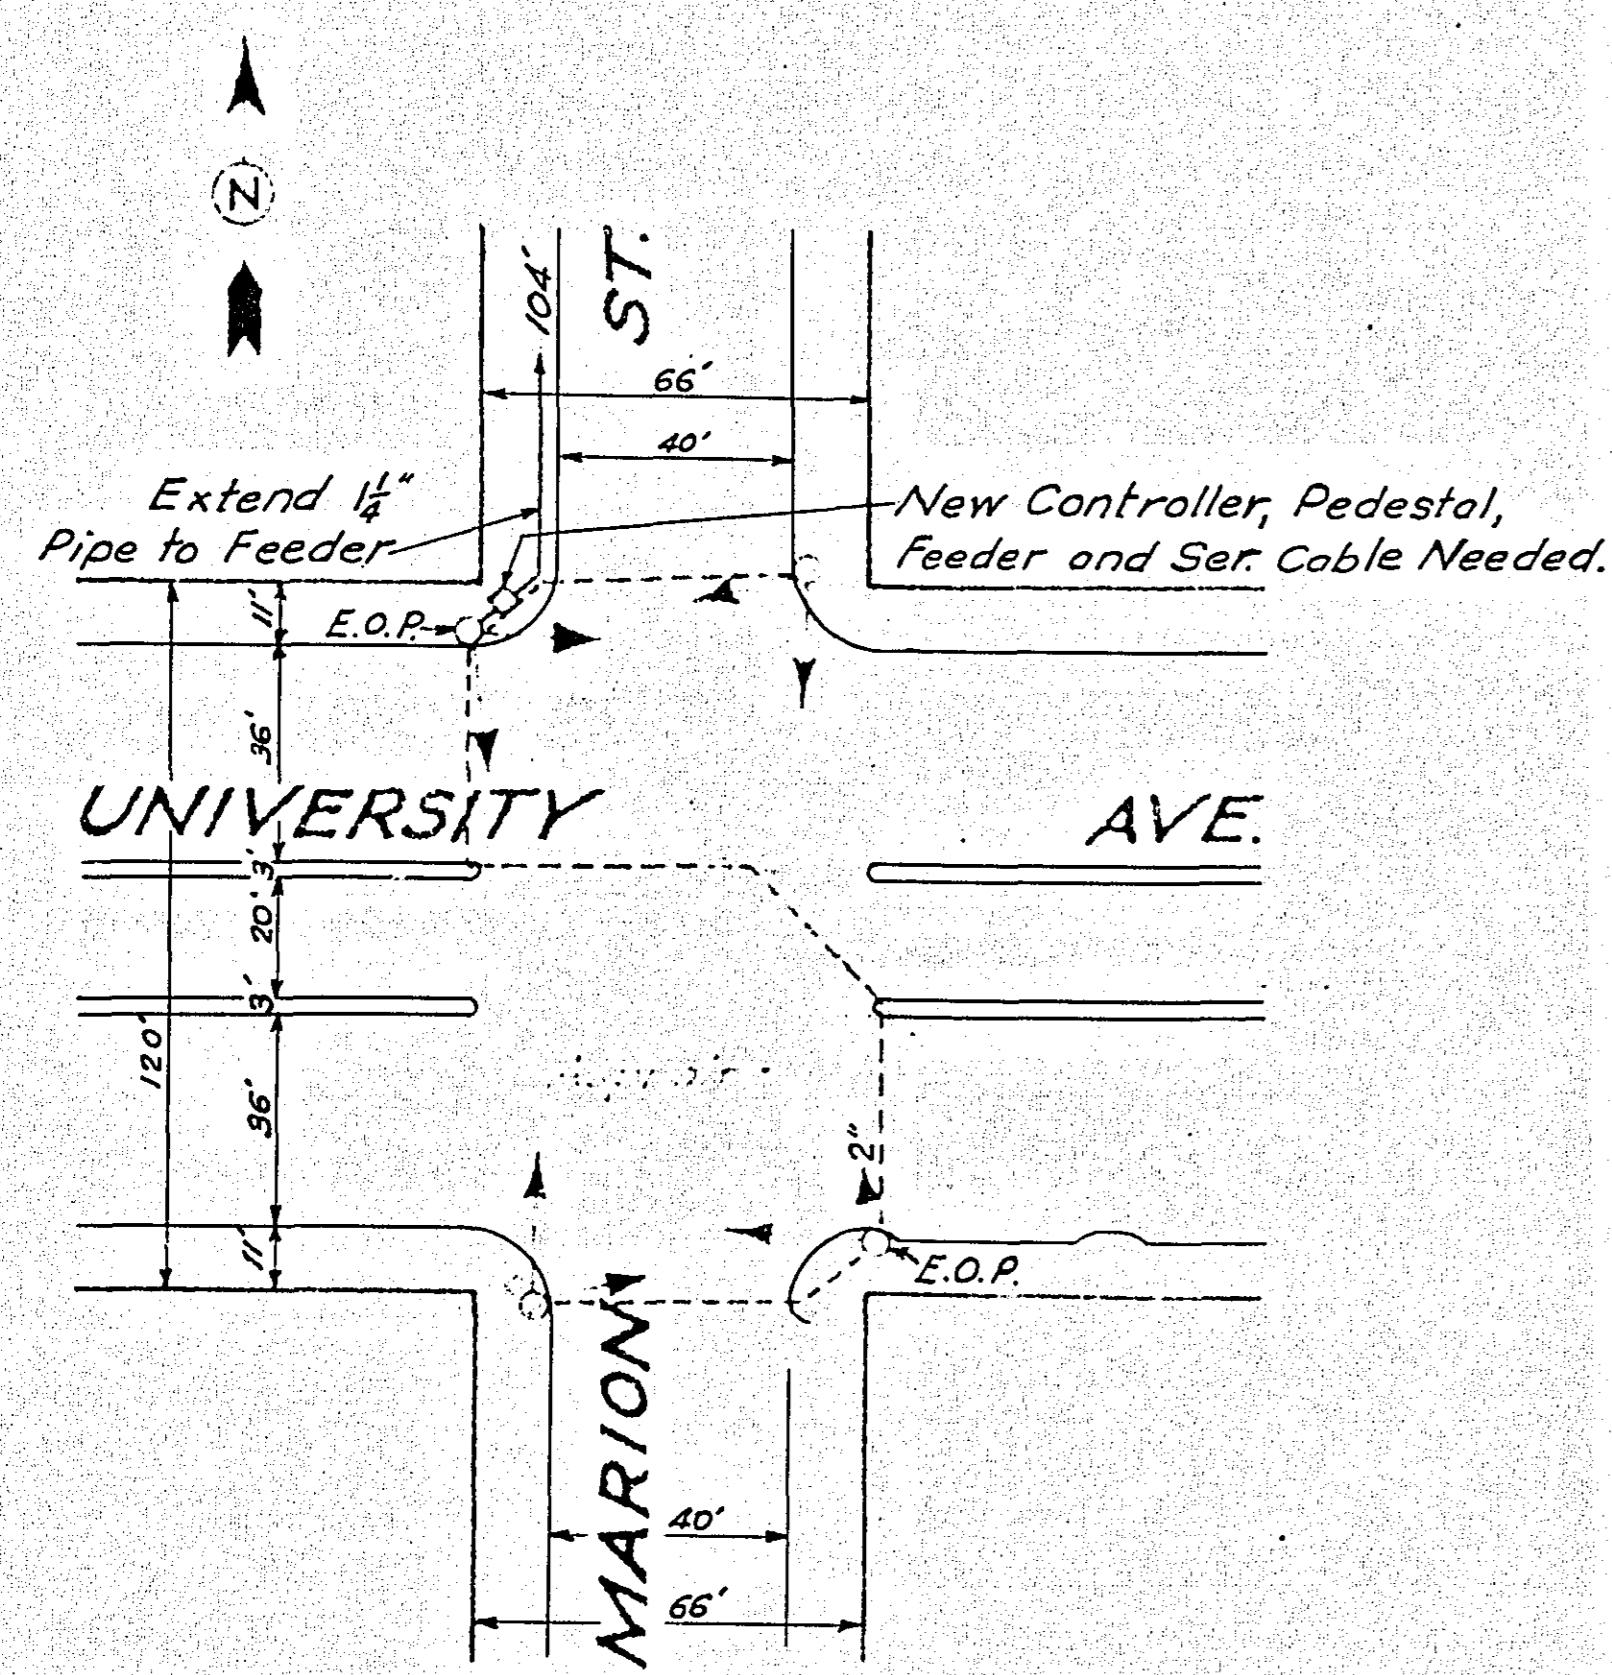 N
104'
ST.
66'
40'
Extend 1¼"
Pipe to Feeder
New Controller, Pedestal,
Feeder and Ser. Cable Needed.
11'
E.O.P.
36'
UNIVERSITY AVE.
3'
20'
3'
120'
36'
2"
11'
E.O.P.
MARION
40'
66'